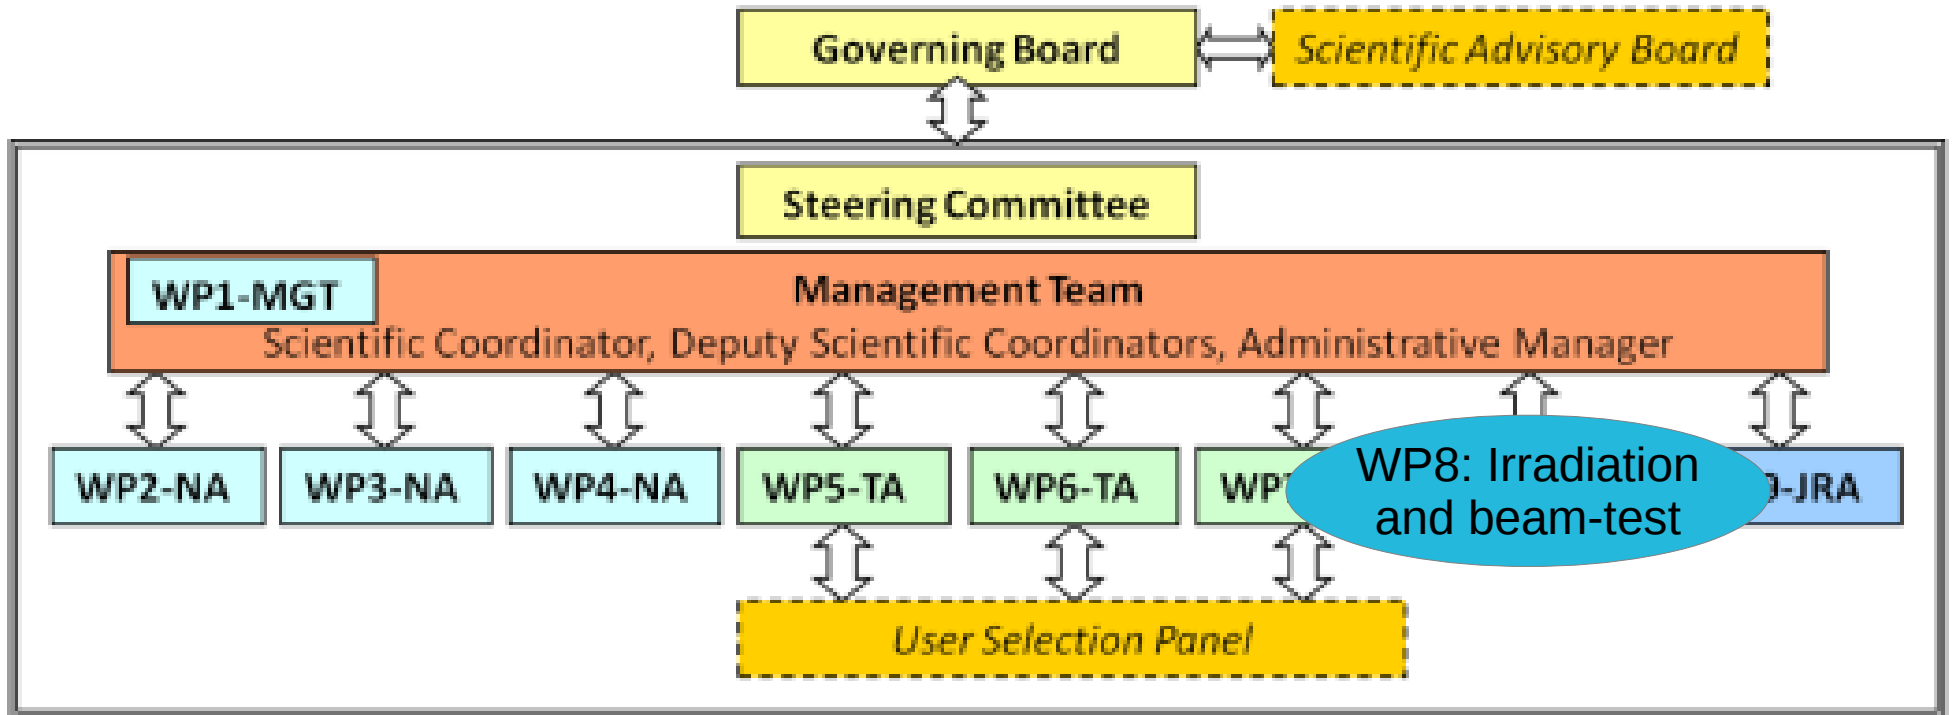 Governing Board
Scientific Advisory Board
Steering Committee
WP1-MGT
Management Team
Scientific Coordinator, Deputy Scientific Coordinators, Administrative Manager
WP2-NA
WP3-NA
WP4-NA
WP5-TA
WP6-TA
WP8: Irradiation
and beam-test
-JRA
User Selection Panel